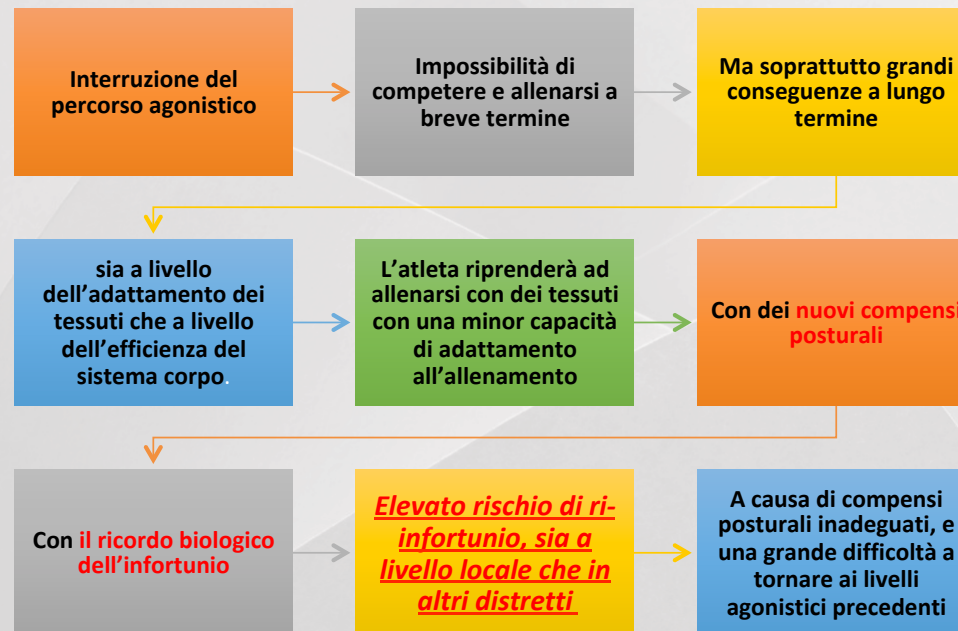 Interruzione del
percorso agonistico
Impossibilità di
competere e allenarsi a
breve termine
Ma soprattutto grandi
conseguenze a lungo
termine
sia a livello
dell'adattamento dei
tessuti che a livello
dell'efficienza del
sistema corpo.
L'atleta riprenderà ad
allenarsi con dei tessuti
con una minor capacità
di adattamento
all'allenamento
Con dei nuovi compensi
posturali
Con il ricordo biologico
dell'infortunio
Elevato rischio di ri-
infortunio, sia a
livello locale che in
altri distretti
A causa di compensi
posturali inadeguati, e
una grande difficoltà a
tornare ai livelli
agonistici precedenti